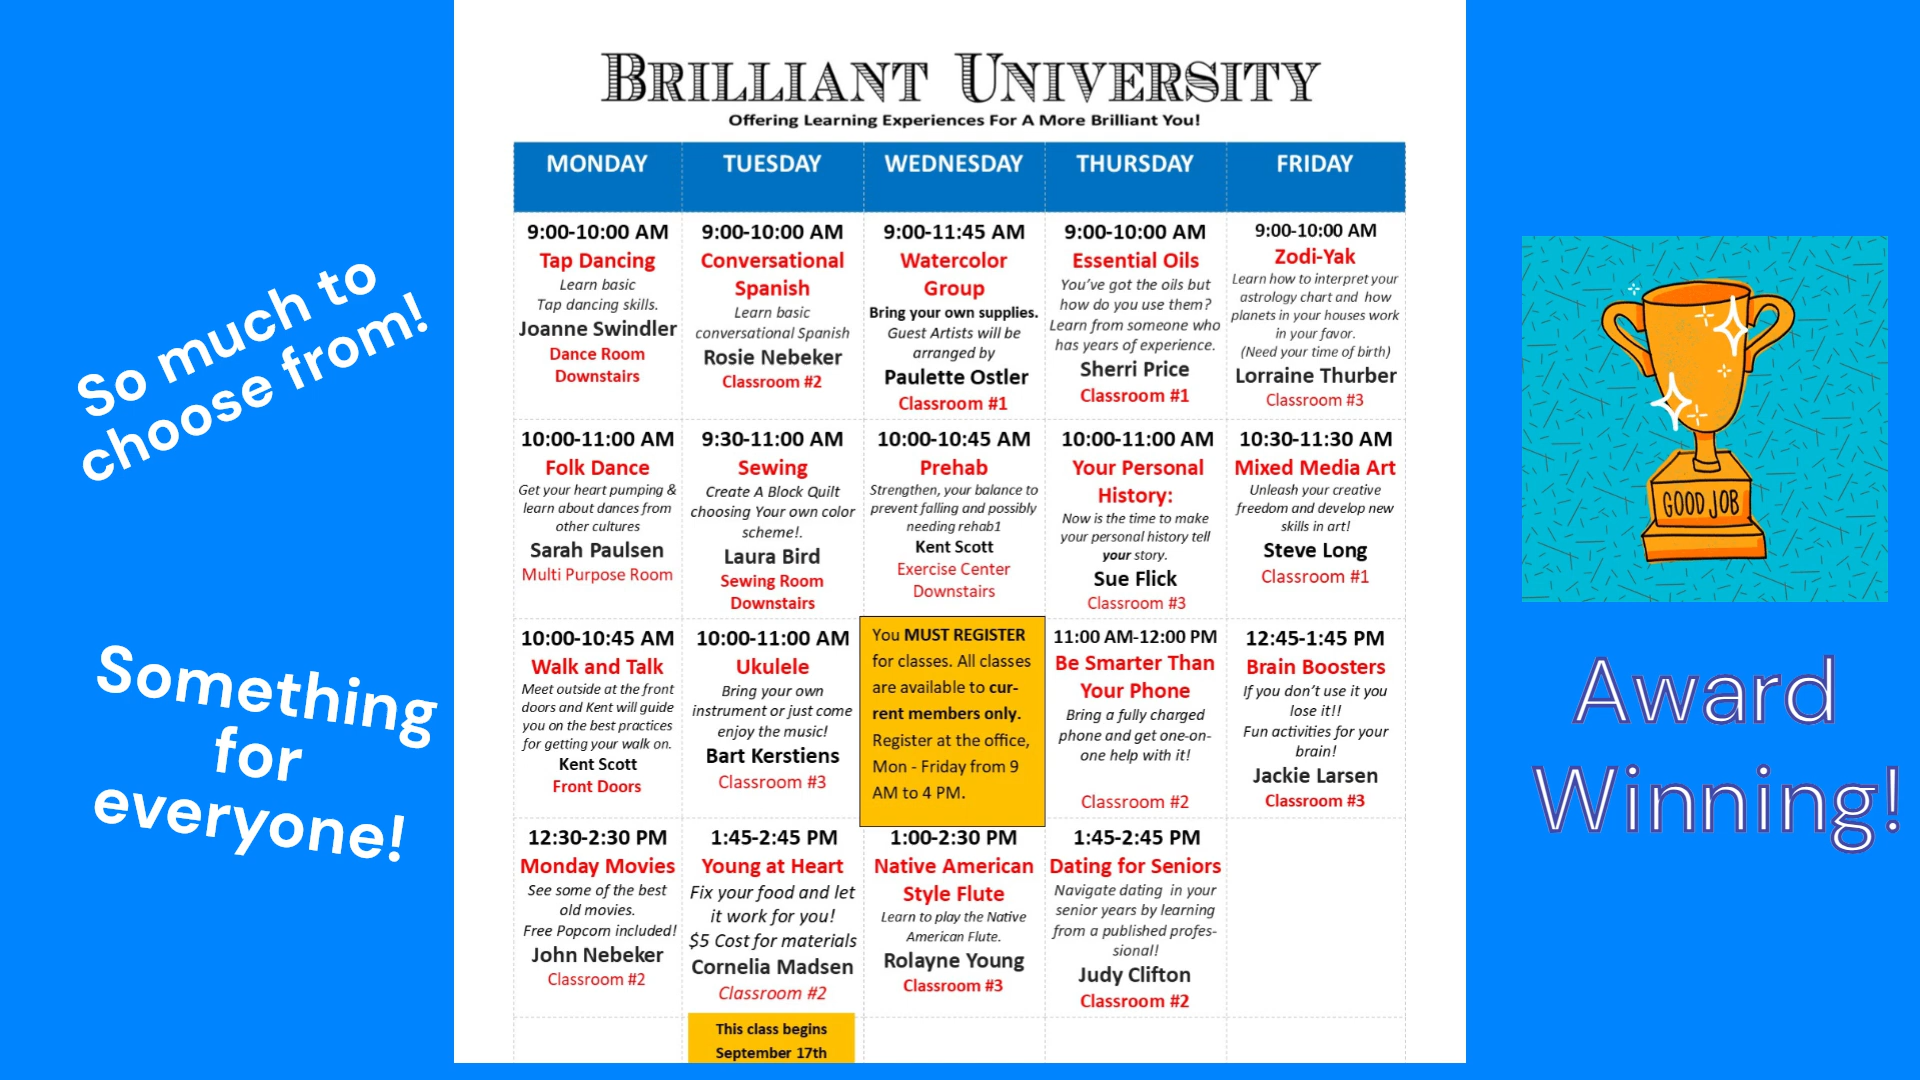 So much to
choose from!
Something
for
everyone!
BRILLIANT UNIVERSITY
Offering Learning Experiences For A More Brilliant You!
MONDAY
TUESDAY
WEDNESDAY
THURSDAY
FRIDAY
9:00-10:00 AM
Tap Dancing
Learn basic
Tap dancing skills.
Joanne Swindler
Dance Room
Downstairs
9:00-10:00 AM
Conversational
Spanish
Learn basic
conversational Spanish
Rosie Nebeker
Classroom #2
9:00-11:45 AM
Watercolor
Group
Bring your own supplies.
Guest Artists will be
arranged by
Paulette Ostler
Classroom #1
9:00-10:00 AM
Essential Oils
You've got the oils but
how do you use them?
Learn from someone who
has years of experience.
Sherri Price
Classroom #1
9:00-10:00 AM
Zodi-Yak
Learn how to interpret your
astrology chart and how
planets in your houses work
in your favor.
(Need your time of birth)
Lorraine Thurber
Classroom #3
10:00-11:00 AM
Folk Dance
Get your heart pumping &
learn about dances from
other cultures
Sarah Paulsen
Multi Purpose Room
9:30-11:00 AM
Sewing
Create A Block Quilt
choosing Your own color
scheme!.
Laura Bird
Sewing Room
Downstairs
10:00-10:45 AM
Prehab
Strengthen, your balance to
prevent falling and possibly
needing rehab1
Kent Scott
Exercise Center
Downstairs
10:00-11:00 AM
Your Personal
History:
Now is the time to make
your personal history tell
your story.
Sue Flick
Classroom #3
10:30-11:30 AM
Mixed Media Art
Unleash your creative
freedom and develop new
skills in art!
Steve Long
Classroom #1
10:00-10:45 AM
Walk and Talk
Meet outside at the front
doors and Kent will guide
you on the best practices
for getting your walk on.
Kent Scott
Front Doors
10:00-11:00 AM
Ukulele
Bring your own
instrument or just come
enjoy the music!
Bart Kerstiens
Classroom #3
You MUST REGISTER
for classes. All classes
are available to cur-
rent members only.
Register at the office,
Mon - Friday from 9
AM to 4 PM.
11:00 AM-12:00 PM
Be Smarter Than
Your Phone
Bring a fully charged
phone and get one-on-
one help with it!
Classroom #2
12:45-1:45 PM
Brain Boosters
If you don't use it you
lose it!!
Fun activities for your
brain!
Jackie Larsen
Classroom #3
12:30-2:30 PM
Monday Movies
See some of the best
old movies.
Free Popcorn included!
John Nebeker
Classroom #2
1:45-2:45 PM
Young at Heart
Fix your food and let
it work for you!
$5 Cost for materials
Cornelia Madsen
Classroom #2
1:00-2:30 PM
Native American
Style Flute
Learn to play the Native
American Flute.
Rolayne Young
Classroom #3
1:45-2:45 PM
Dating for Seniors
Navigate dating in your
senior years by learning
from a published profes-
sional!
Judy Clifton
Classroom #2
This class begins
September 17th
GOOD JOB
Award
Winning!